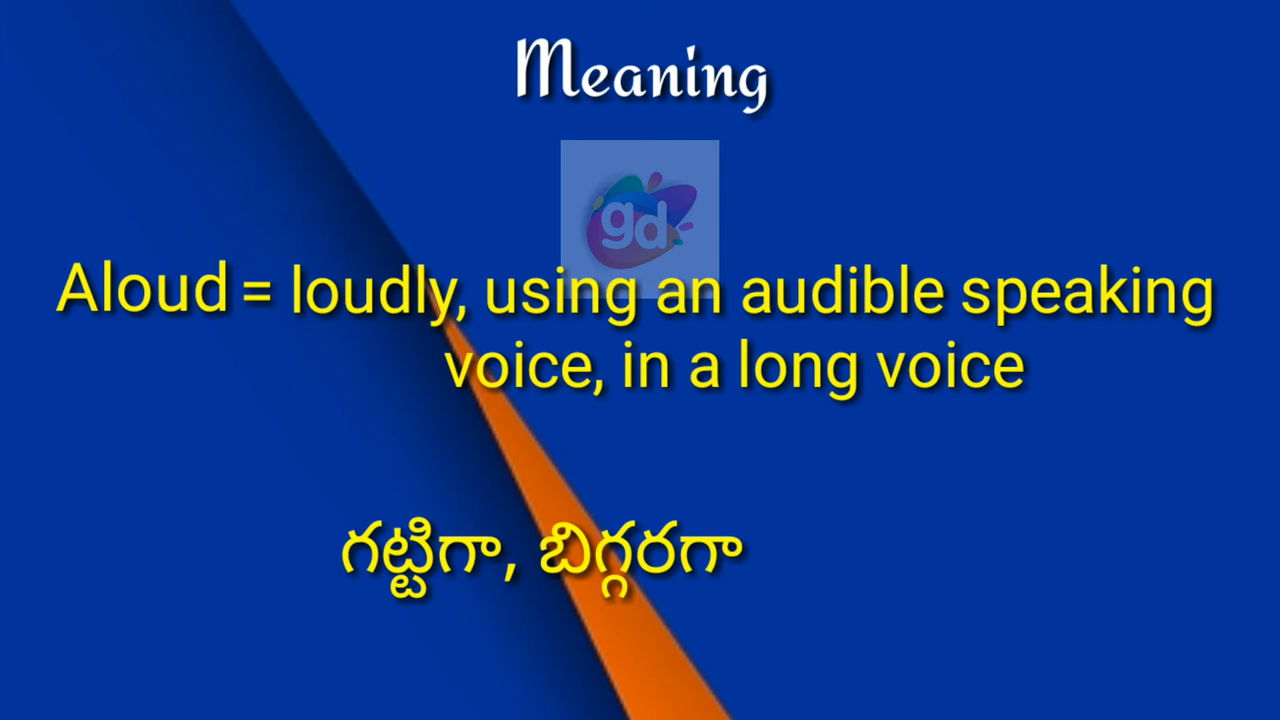 Meaning
gd
Aloud = loudly, using an audible speaking
voice, in a long voice
గట్టిగా, బిగ్గరగా